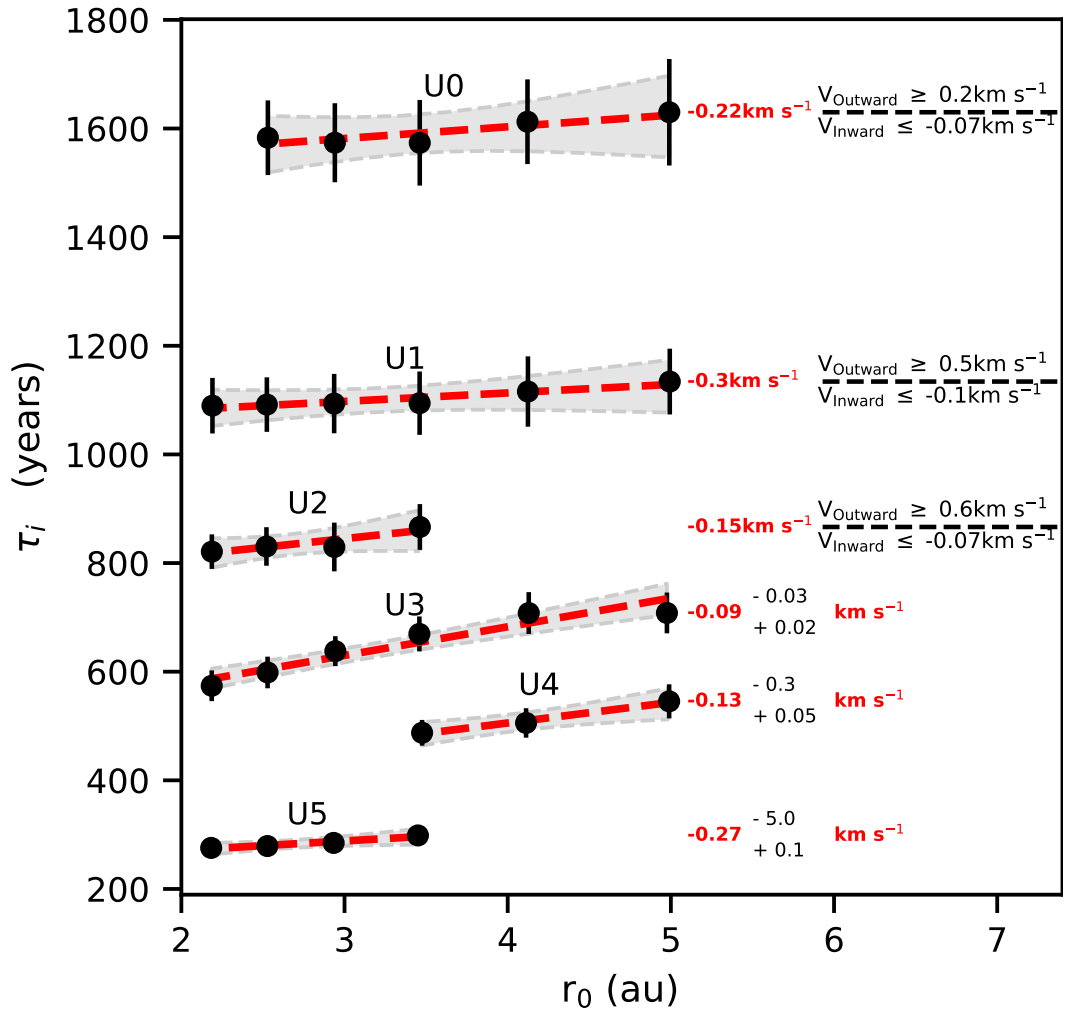 1800
1600
1400
1200
1000
800
600
400
200
τi (years)
2 3 4 5 6 7
r0 (au)
U0
-0.22km s−1
VOutward ≥ 0.2km s−1
VInward ≤ -0.07km s−1
U1
-0.3km s−1
VOutward ≥ 0.5km s−1
VInward ≤ -0.1km s−1
U2
-0.15km s−1
VOutward ≥ 0.6km s−1
VInward ≤ -0.07km s−1
U3
-0.09 - 0.03 + 0.02 km s−1
U4
-0.13 - 0.3 + 0.05 km s−1
U5
-0.27 - 5.0 + 0.1 km s−1